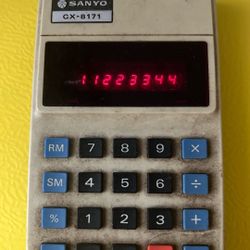 SANYO
CX-8171
11223344
RM 7 8 9 ×
SM 4 5 6 ÷
% 1 2 3 +